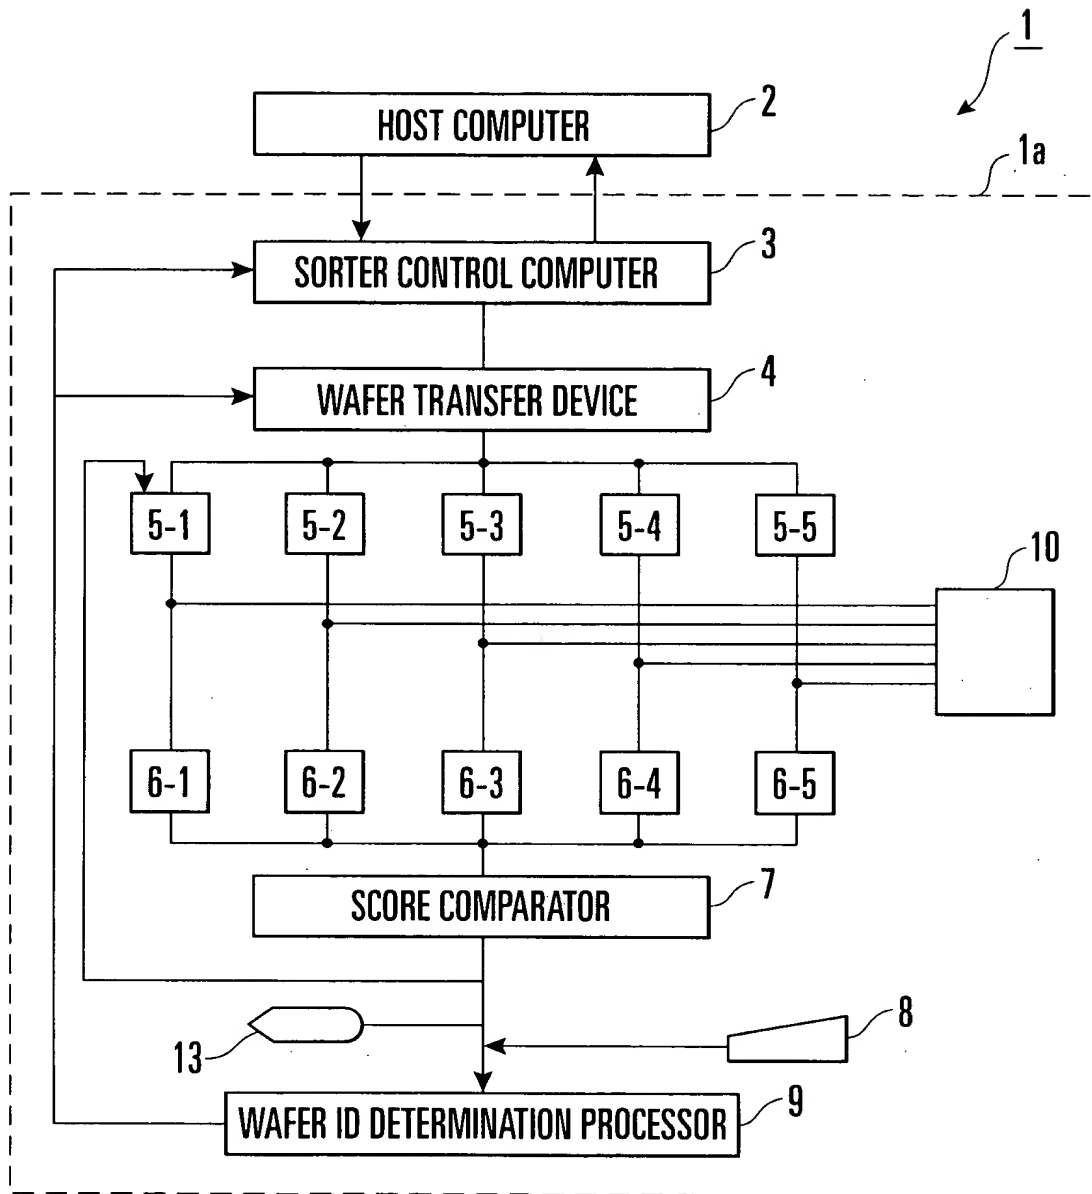 1
HOST COMPUTER
2
1a
SORTER CONTROL COMPUTER
3
WAFER TRANSFER DEVICE
4
5-1 5-2 5-3 5-4 5-5
10
6-1 6-2 6-3 6-4 6-5
SCORE COMPARATOR
7
8
13
WAFER ID DETERMINATION PROCESSOR
9